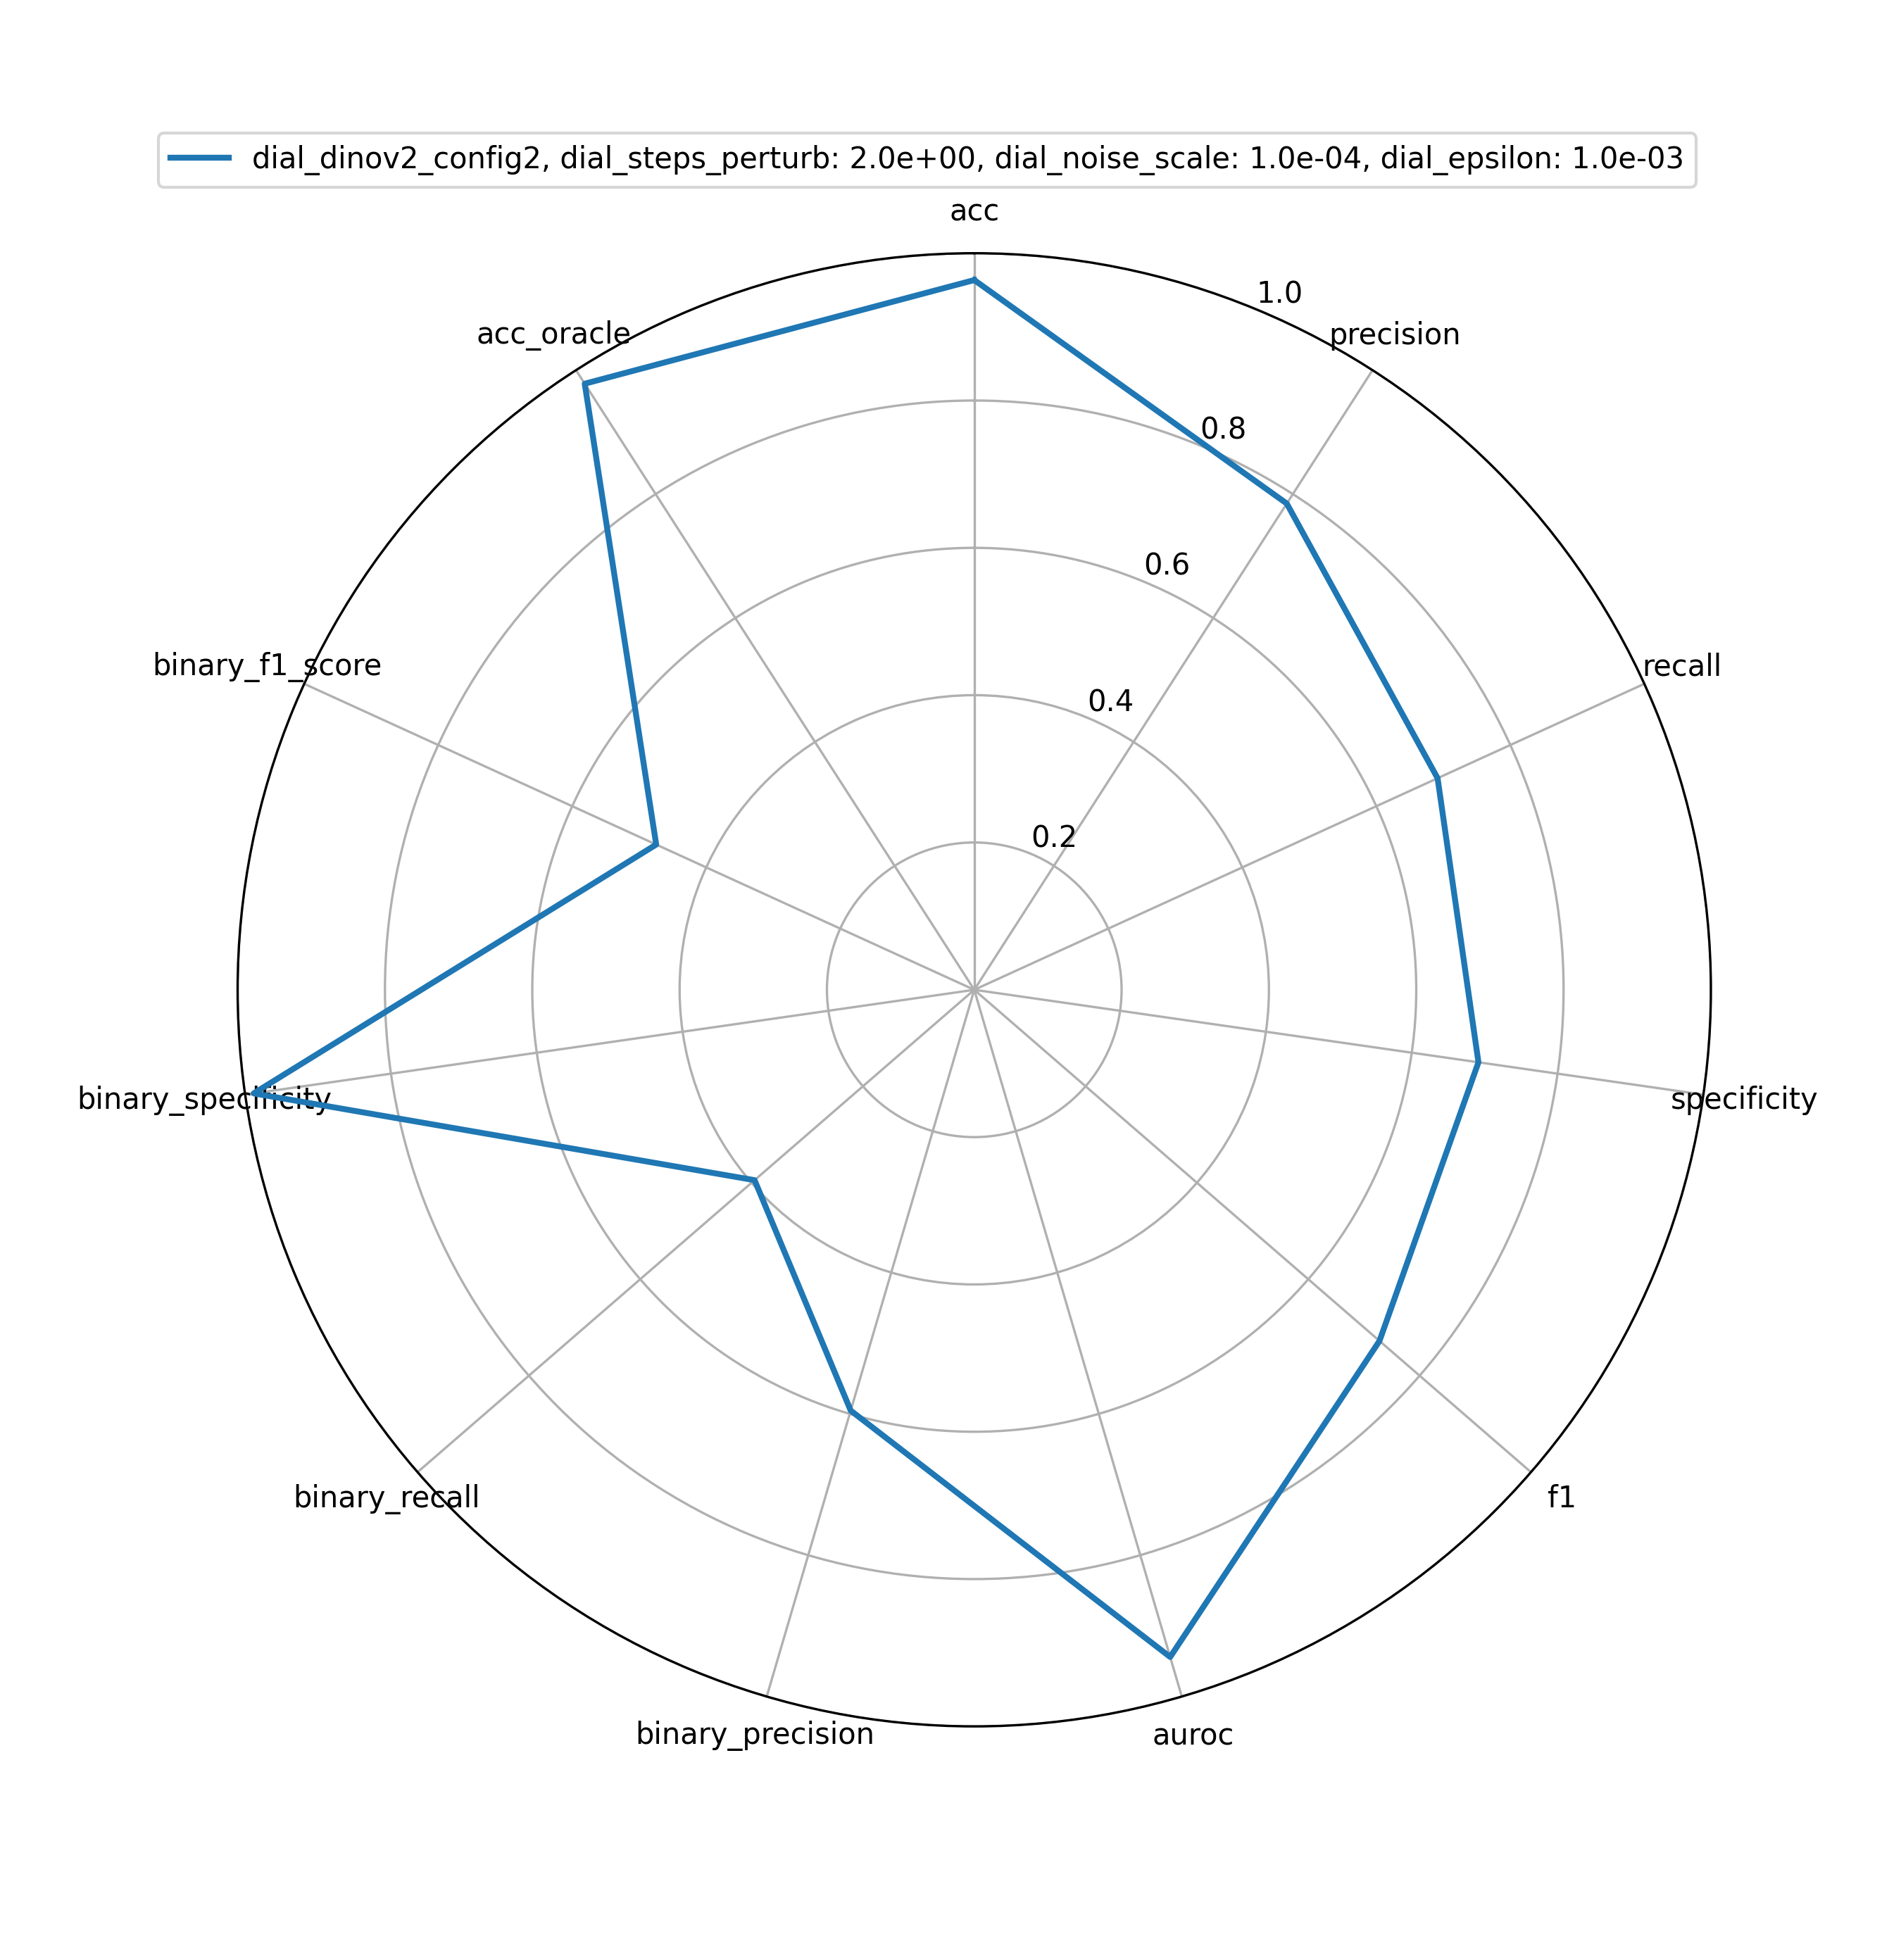 dial_dinov2_config2, dial_steps_perturb: 2.0e+00, dial_noise_scale: 1.0e-04, dial_epsilon: 1.0e-03
acc
1.0
acc_oracle
precision
0.8
0.6
binary_f1_score
recall
0.4
0.2
binary_specificity
specificity
binary_recall
f1
binary_precision
auroc